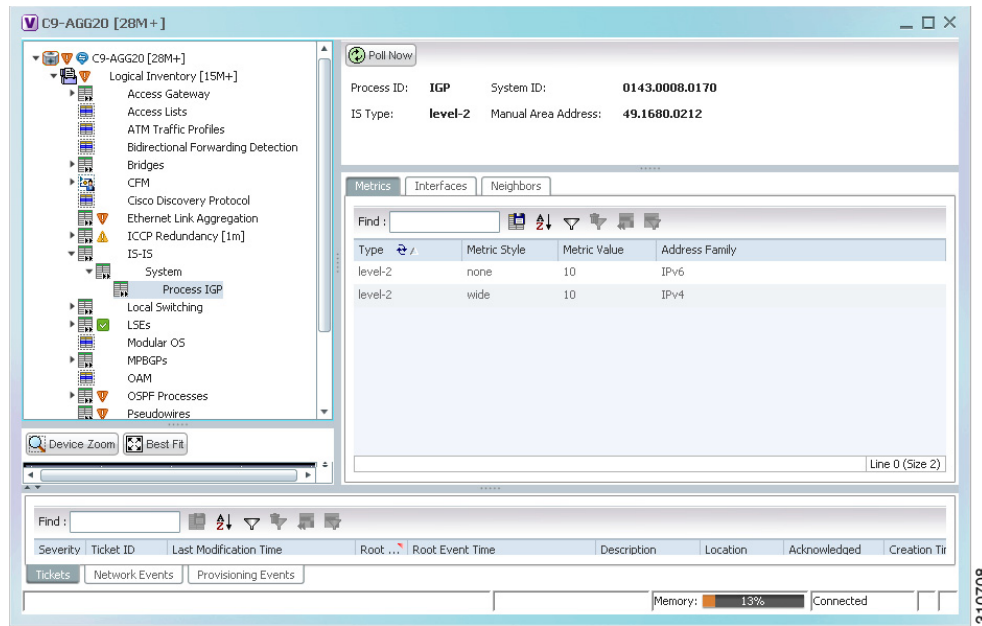 V C9-AGG20 [28M+]
C9-AGG20 [28M+]
Logical Inventory [15M+]
Access Gateway
Access Lists
ATM Traffic Profiles
Bidirectional Forwarding Detection
Bridges
CFM
Cisco Discovery Protocol
Ethernet Link Aggregation
ICCP Redundancy [1m]
IS-IS
System
Process IGP
Local Switching
LSEs
Modular OS
MPBGPs
OAM
OSPF Processes
Pseudowires
Device Zoom Best Fit
Poll Now
Process ID: IGP System ID: 0143.0008.0170
IS Type: level-2 Manual Area Address: 49.1680.0212
Metrics Interfaces Neighbors
Find :
Type Metric Style Metric Value Address Family
level-2 none 10 IPv6
level-2 wide 10 IPv4
Line 0 (Size 2)
Find :
Severity Ticket ID Last Modification Time Root ... Root Event Time Description Location Acknowledged Creation Tir
Tickets Network Events Provisioning Events
Memory: 13% Connected
310708